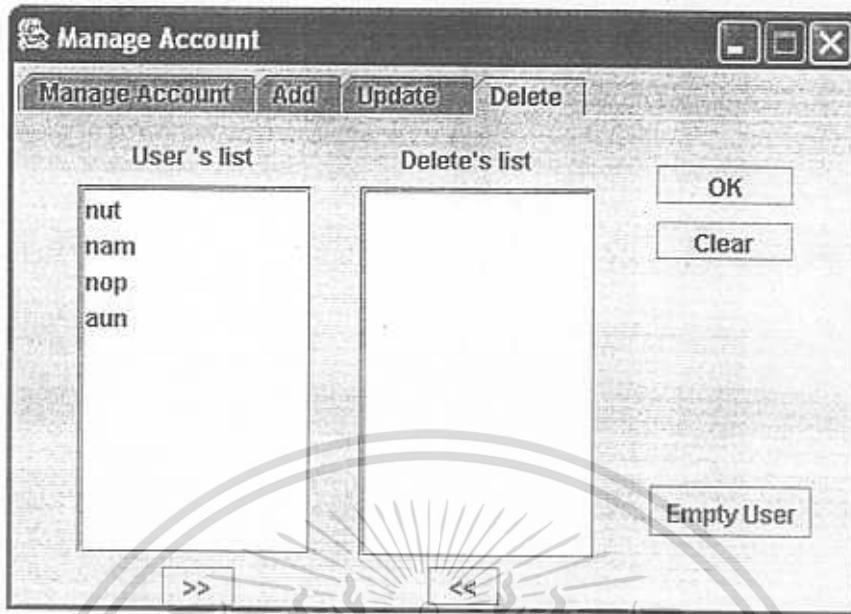 Manage Account
Manage Account Add Update Delete
User 's list
Delete's list
nut
nam
nop
aun
OK
Clear
Empty User
>>
<<